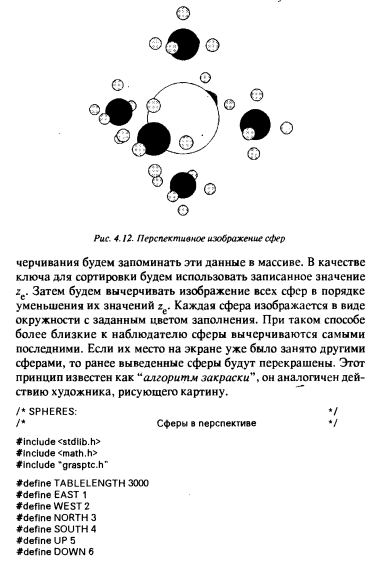 Рис. 4.12. Перспективное изображение сфер
черчивания будем запоминать эти данные в массиве. В качестве
ключа для сортировки будем использовать записанное значение
zₑ. Затем будем вычерчивать изображение всех сфер в порядке
уменьшения их значений zₑ. Каждая сфера изображается в виде
окружности с заданным цветом заполнения. При таком способе
более близкие к наблюдателю сферы вычерчиваются самыми
последними. Если их место на экране уже было занято другими
сферами, то ранее выведенные сферы будут перекрашены. Этот
принцип известен как “алгоритм закраски”, он аналогичен дей-
ствию художника, рисующего картину.
/* SPHERES: */
/* Сферы в перспективе */
#include <stdlib.h>
#include <math.h>
#include "grasptc.h"
#define TABLELENGTH 3000
#define EAST 1
#define WEST 2
#define NORTH 3
#define SOUTH 4
#define UP 5
#define DOWN 6